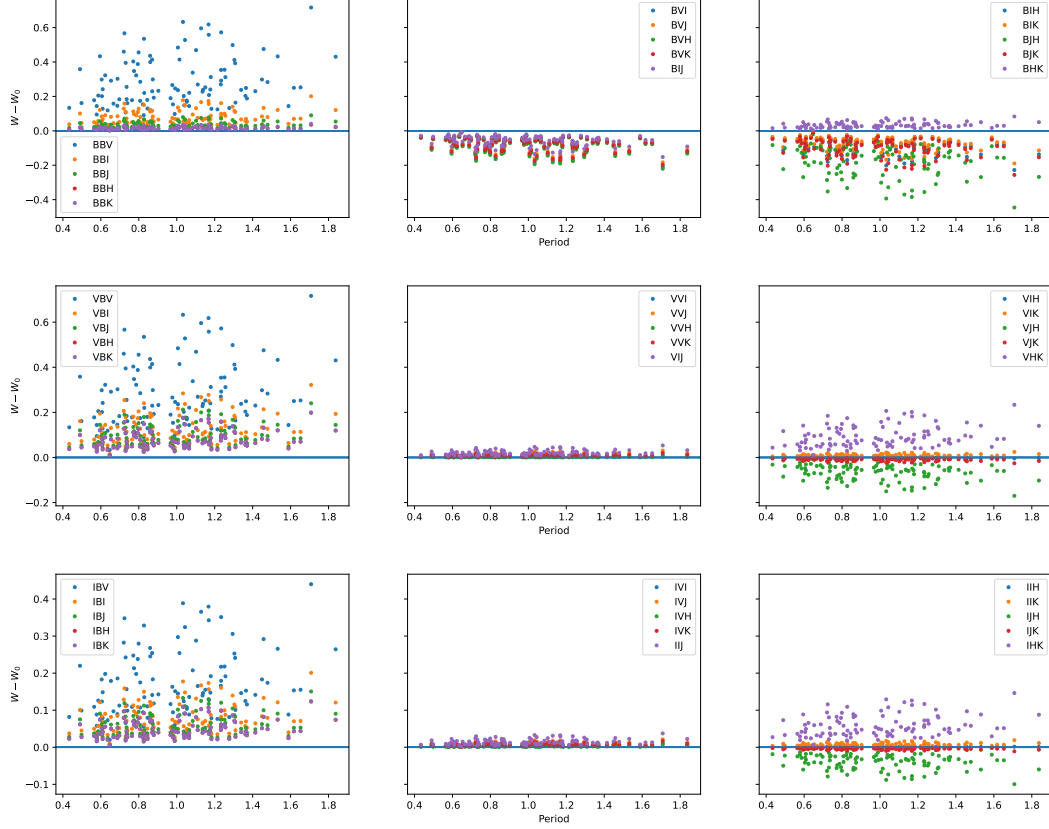 0.6
0.4
0.2
0.0
−0.2
−0.4
W − W₀
BBV
BBI
BBJ
BBH
BBK
0.4 0.6 0.8 1.0 1.2 1.4 1.6 1.8
BVI
BVJ
BVH
BVK
BIJ
0.4 0.6 0.8 1.0 1.2 1.4 1.6 1.8
Period
BIH
BIK
BJH
BJK
BHK
0.4 0.6 0.8 1.0 1.2 1.4 1.6 1.8
0.6
0.4
0.2
0.0
−0.2
VBV
VBI
VBJ
VBH
VBK
0.4 0.6 0.8 1.0 1.2 1.4 1.6 1.8
VVI
VVJ
VVH
VVK
VIJ
0.4 0.6 0.8 1.0 1.2 1.4 1.6 1.8
Period
VIH
VIK
VJH
VJK
VHK
0.4 0.6 0.8 1.0 1.2 1.4 1.6 1.8
0.4
0.3
0.2
0.1
0.0
−0.1
W − W₀
IBV
IBI
IBJ
IBH
IBK
0.4 0.6 0.8 1.0 1.2 1.4 1.6 1.8
IVI
IVJ
IVH
IVK
IIJ
0.4 0.6 0.8 1.0 1.2 1.4 1.6 1.8
Period
IIH
IIK
IJH
IJK
IHK
0.4 0.6 0.8 1.0 1.2 1.4 1.6 1.8